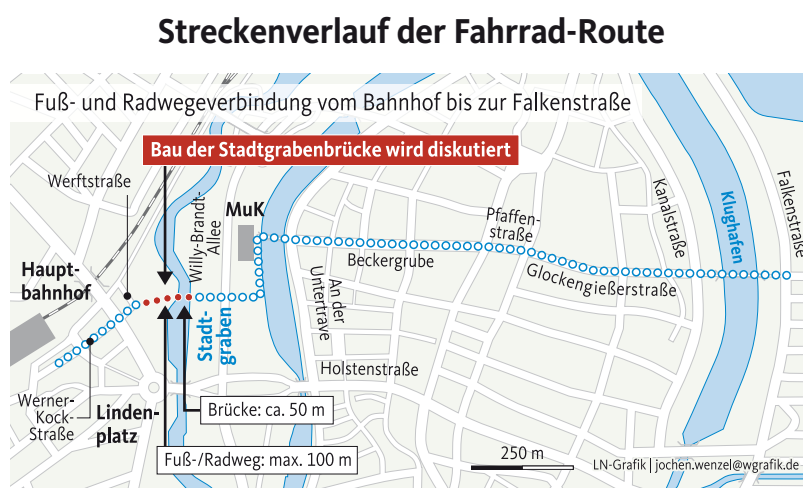 Streckenverlauf der Fahrrad-Route
Fuß- und Radwegeverbindung vom Bahnhof bis zur Falkenstraße
Bau der Stadtgrabenbrücke wird diskutiert
Werftstraße
Willy-Brandt-
Allee
MuK
Pfaffen-
straße
Kanalstraße
Klughafen
Falkenstraße
Haupt-
bahnhof
Beckergrube
Glockengießerstraße
An der
Untertrave
Stadt-
graben
Holstenstraße
Werner-
Kock-
Straße
Linden-
platz
Brücke: ca. 50 m
Fuß-/Radweg: max. 100 m
250 m
LN-Grafik | jochen.wenzel@wgrafik.de